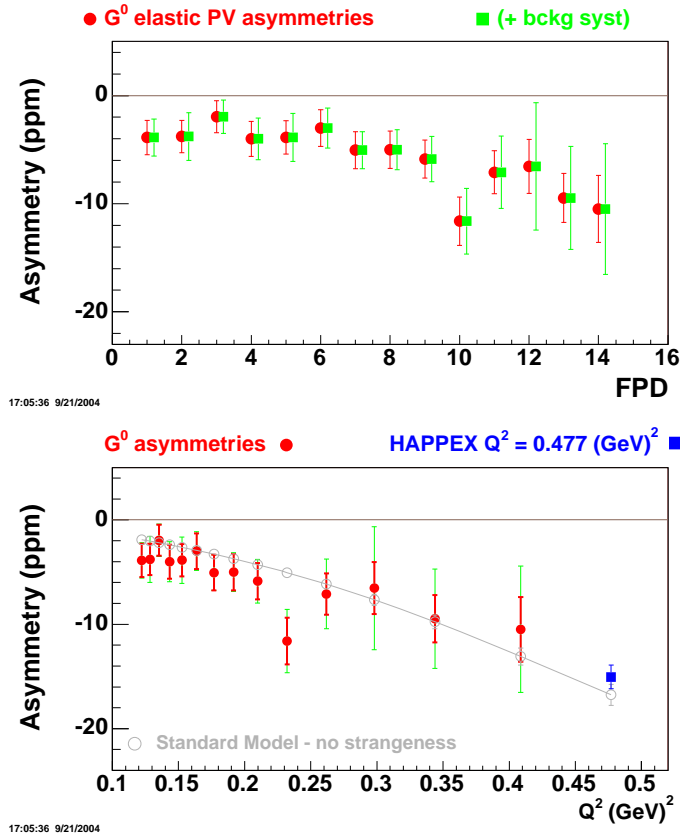 ● G⁰ elastic PV asymmetries ■ (+ bckg syst)
Asymmetry (ppm)
0
-10
-20
0 2 4 6 8 10 12 14 16
FPD
17:05:36 9/21/2004
G⁰ asymmetries ● HAPPEX Q² = 0.477 (GeV)² ■
Asymmetry (ppm)
0
-10
-20
○ Standard Model - no strangeness
0.1 0.15 0.2 0.25 0.3 0.35 0.4 0.45 0.5
Q² (GeV)²
17:05:36 9/21/2004